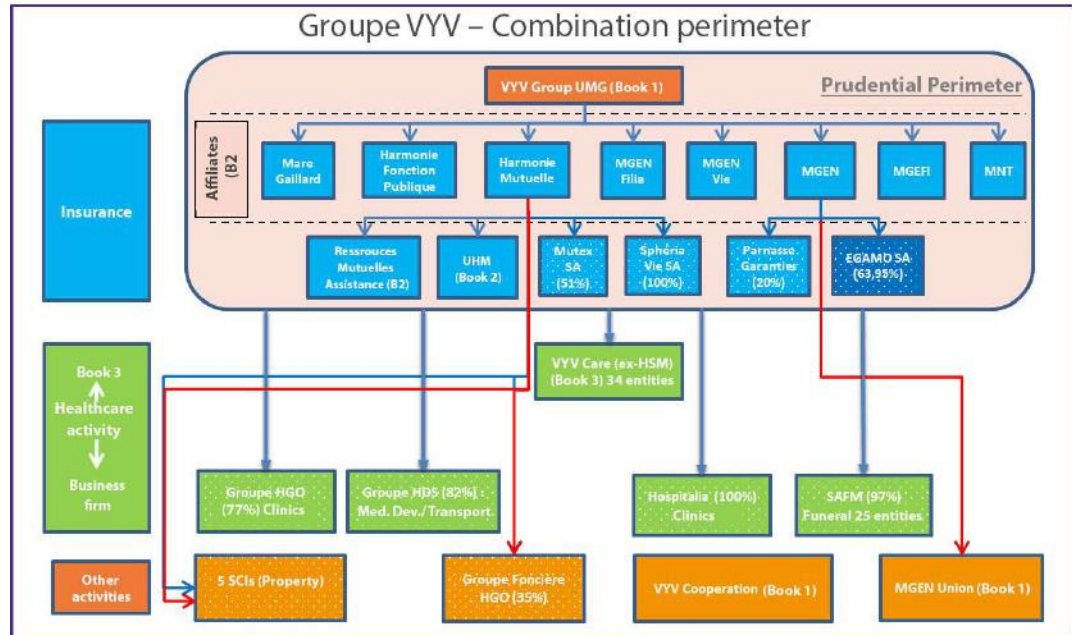 Groupe VYV – Combination perimeter
VYV Group UMG (Book 1)
Prudential Perimeter
Insurance
Affiliates
(B2
Mare
Gaillard
Harmonie
Fonction
Publique
Harmonie
Mutuelle
MGEN
Filia
MGEN
Vie
MGEN
MGEFI
MNT
Ressrouces
Mutuelles
Assistance (B2)
UHM
(Book 2)
Mutex
SA
(51%)
Sphéria
Vie SA
(100%)
Parnasse
Garanties
(20%)
EGAMO SA
(63,95%)
VYV Care (ex-HSM)
(Book 3) 34 entities
Book 3
Healthcare
activity
Business
firm
Groupe HGO
(77%) Clinics
Groupe HDS (82%) :
Med. Dev./Transport.
Hospitalia (100%)
Clinics
SAFM (97%)
Funeral 25 entities
Other
activities
5 SCIs (Property)
Groupe Foncière
HGO (35%)
VYV Cooperation (Book 1)
MGEN Union (Book 1)